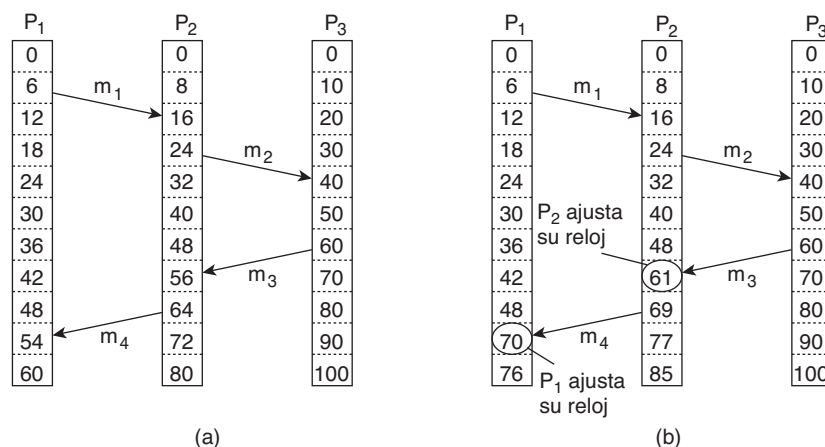 P1 P2 P3
0 0 0
6 8 10
m1
12 16 20
18 24 30
m2
24 32 40
30 40 50
36 48 60
42 56 70
m3
48 64 80
54 72 90
m4
60 80 100
(a)
P1 P2 P3
0 0 0
6 8 10
m1
12 16 20
18 24 30
m2
24 32 40
30 40 50
P2 ajusta
su reloj
36 48 60
42 61 70
m3
48 69 80
70 77 90
m4
76 85 100
P1 ajusta
su reloj
(b)